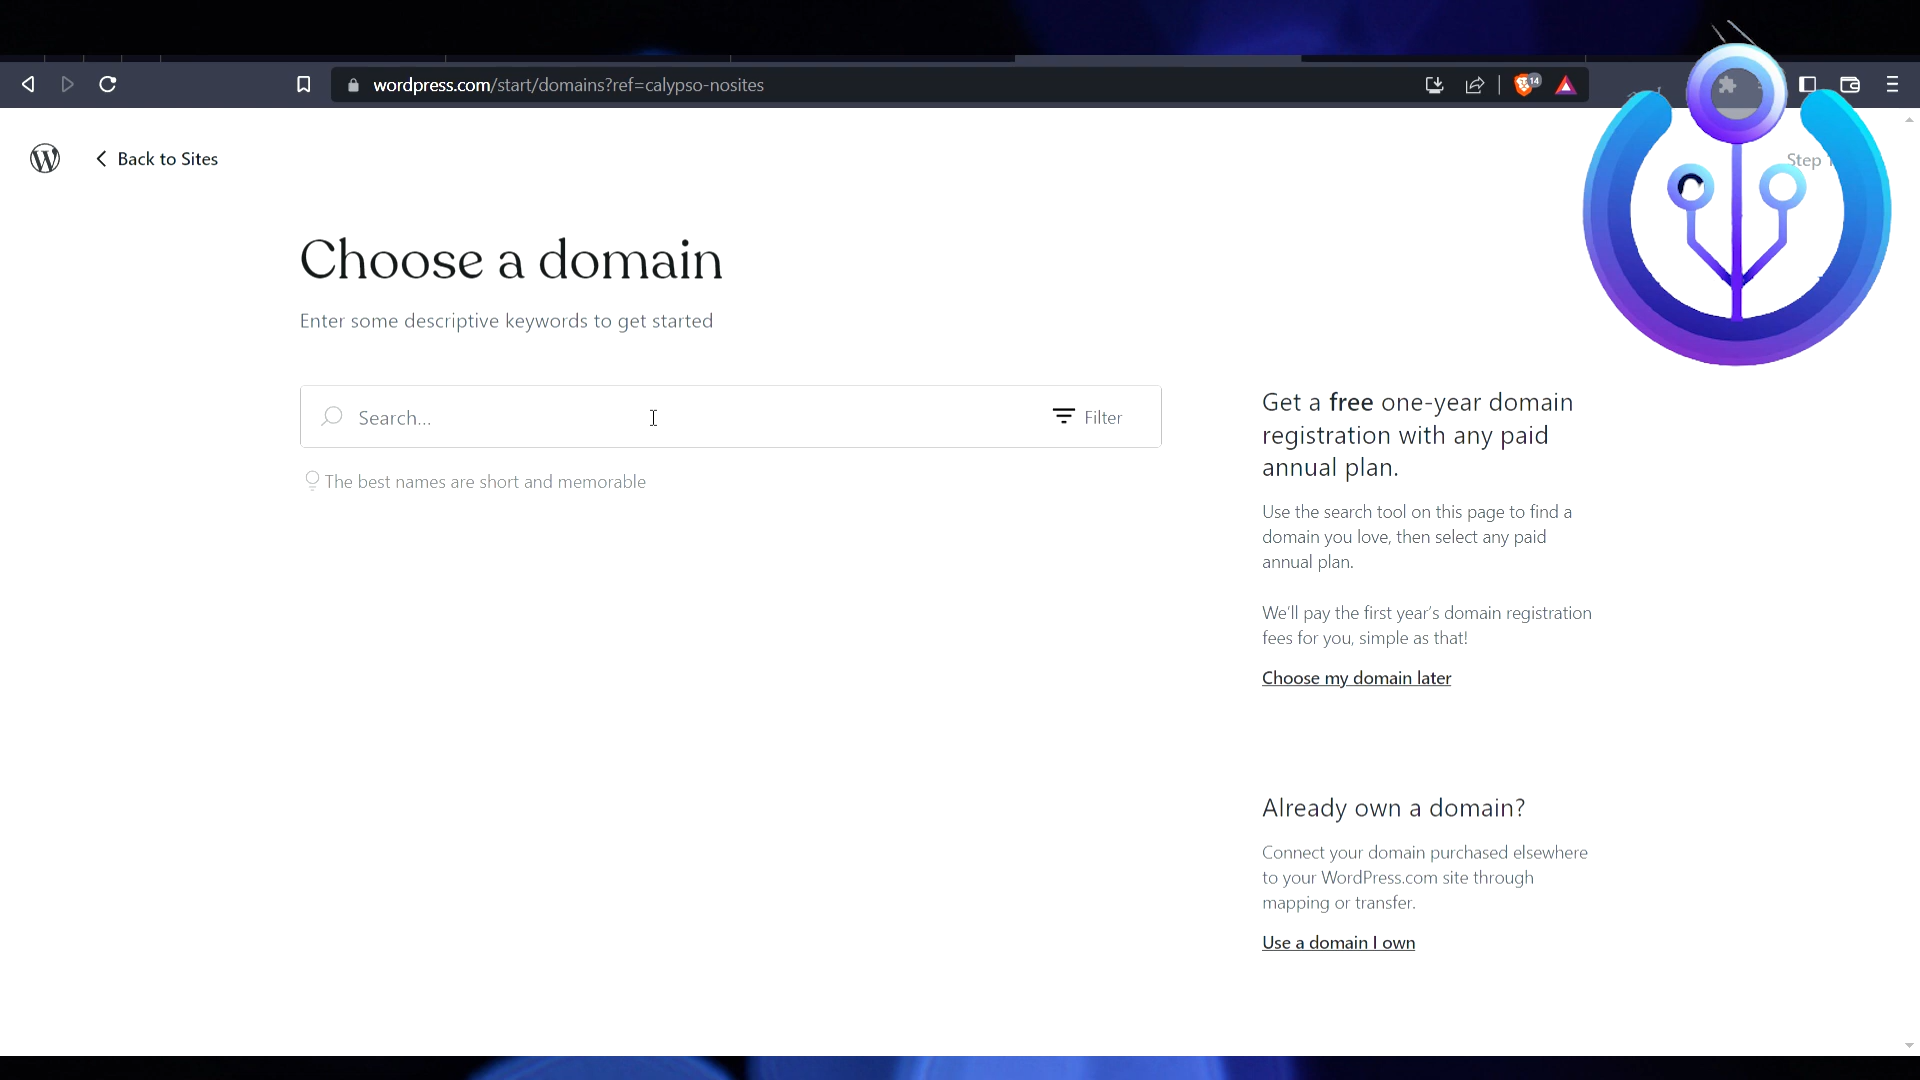 wordpress.com/start/domains?ref=calypso-nosites
14
Back to Sites
Step 1
Choose a domain
Enter some descriptive keywords to get started
Search...
Filter
The best names are short and memorable
Get a free one-year domain
registration with any paid
annual plan.
Use the search tool on this page to find a
domain you love, then select any paid
annual plan.
We'll pay the first year's domain registration
fees for you, simple as that!
Choose my domain later
Already own a domain?
Connect your domain purchased elsewhere
to your WordPress.com site through
mapping or transfer.
Use a domain I own